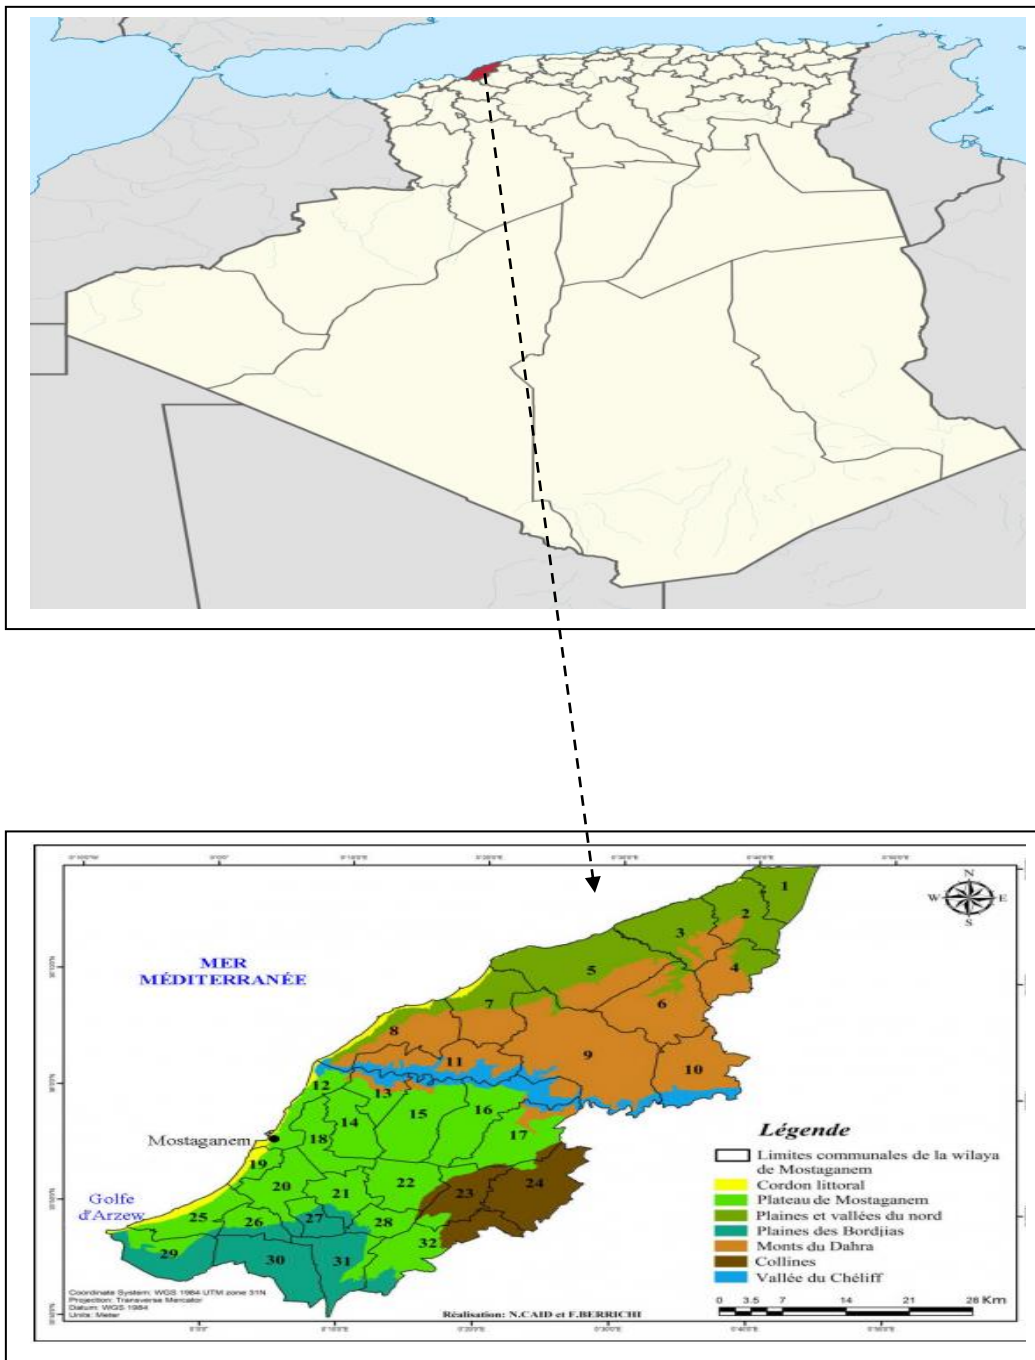 N
W E
S
MER
MÉDITERRANÉE
1
2
3
4
5
6
7
8
9
10
11
12
13
14
15
16
17
18
Mostaganem
19
20
21
22
23
24
Golfe
d'Arzew
25
26
27
28
29
30
31
32
Légende
Limites communales de la wilaya
de Mostaganem
Cordon littoral
Plateau de Mostaganem
Plaines et vallées du nord
Plaines des Bordjias
Monts du Dahra
Collines
Vallée du Chéliff
Coordinate System: WGS 1984 UTM zone 31N
Projection: Transverse Mercator
Datum: WGS 1984
Units: Meter
Réalisation: N.CAID et F.BERRICHI
0 3.5 7 14 21 28 Km